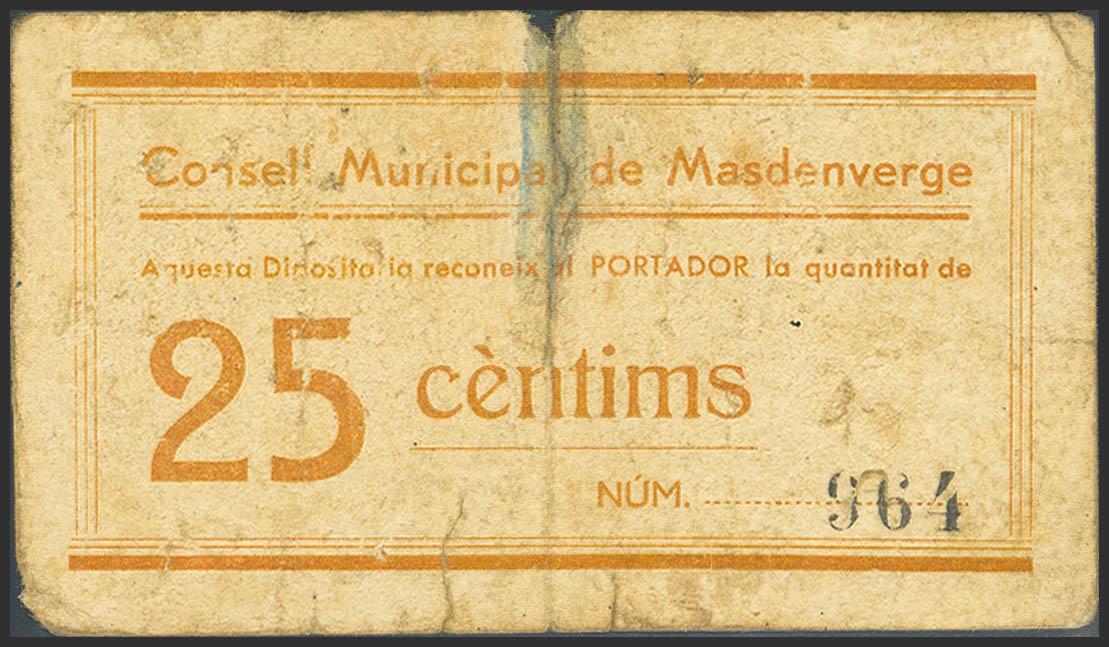 Consell Municipal de Masdenverge
Aquesta Dipositaria reconeix al PORTADOR la quantitat de
25 cèntims
NÚM. 964